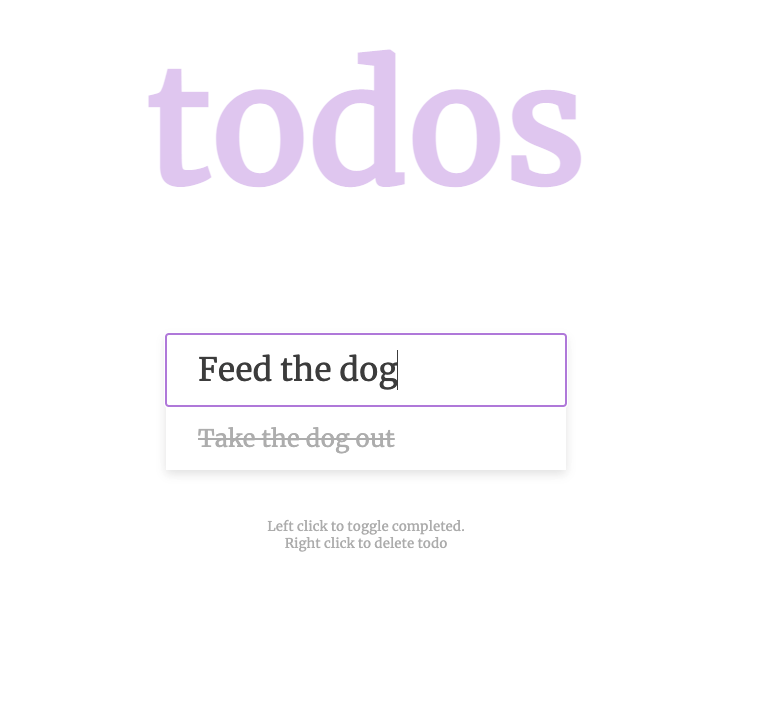 todos
Feed the dog
Take the dog out
Left click to toggle completed.
Right click to delete todo